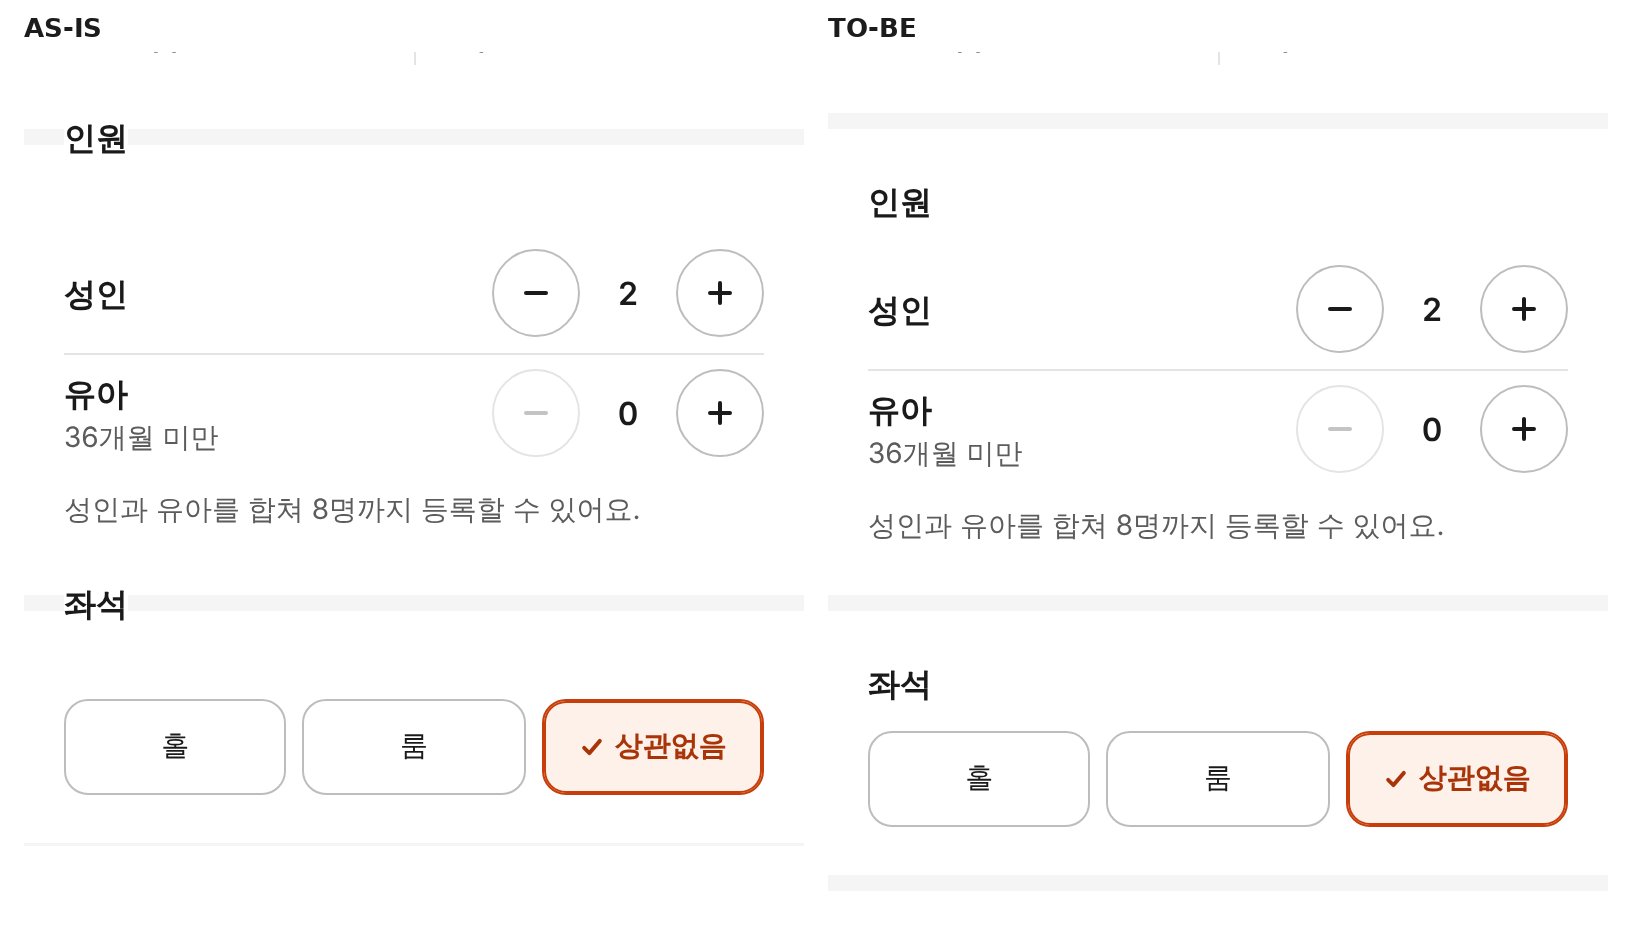 AS-IS
인원
성인 2
유아 0
36개월 미만
성인과 유아를 합쳐 8명까지 등록할 수 있어요.
좌석
홀 룸 상관없음
TO-BE
인원
성인 2
유아 0
36개월 미만
성인과 유아를 합쳐 8명까지 등록할 수 있어요.
좌석
홀 룸 상관없음